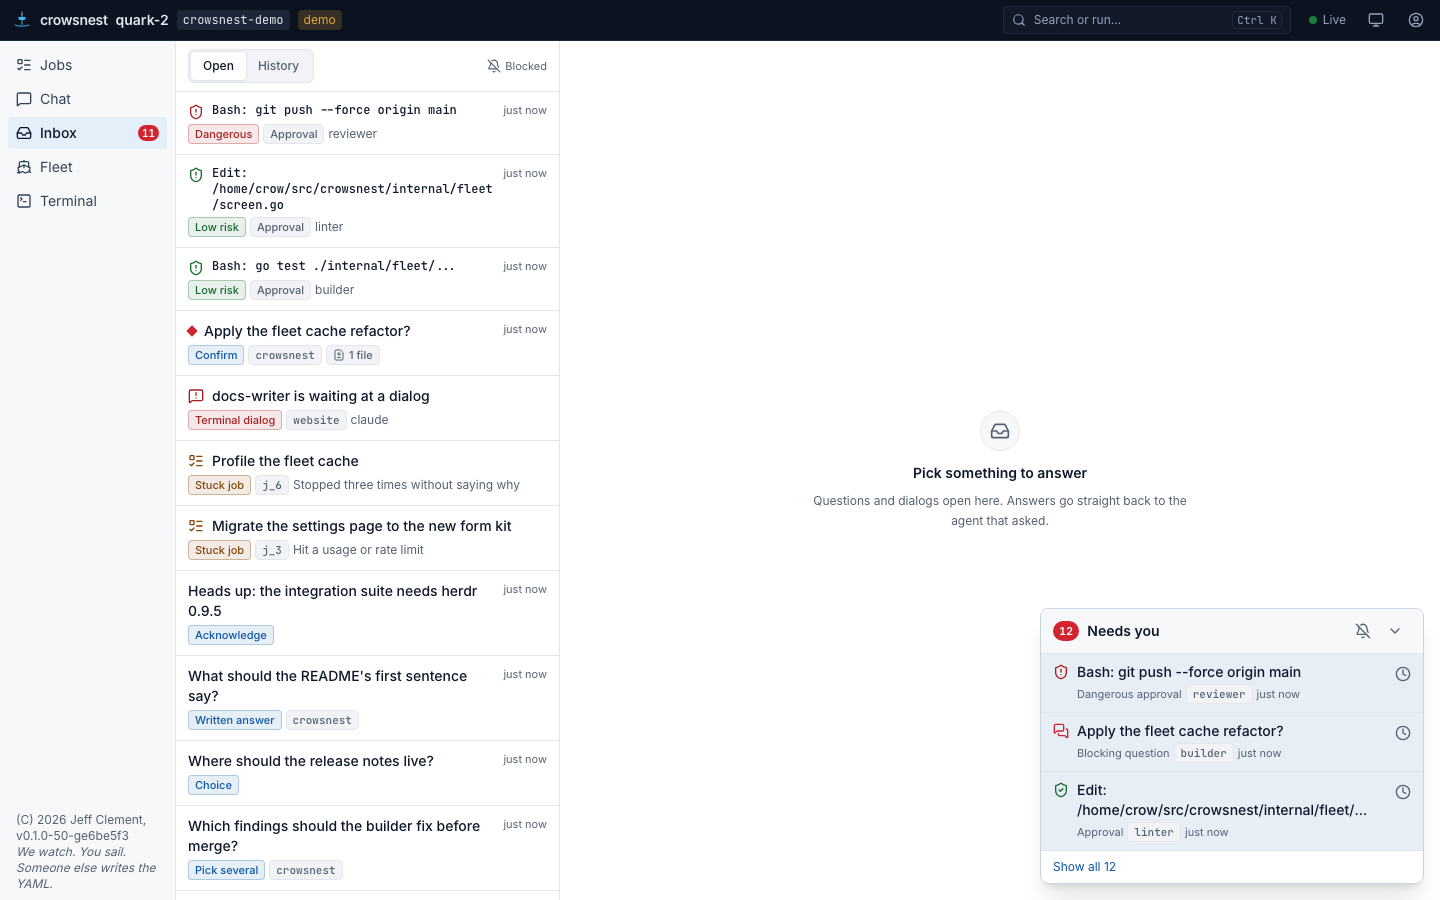 crowsnest quark-2 crowsnest-demo demo
Search or run... Ctrl K
Live
Jobs
Chat
Inbox 11
Fleet
Terminal
(C) 2026 Jeff Clement,
v0.1.0-50-ge6be5f3
We watch. You sail.
Someone else writes the
YAML.
Open History
Blocked
Bash: git push --force origin main just now
Dangerous Approval reviewer
Edit: just now
/home/crow/src/crowsnest/internal/fleet
/screen.go
Low risk Approval linter
Bash: go test ./internal/fleet/... just now
Low risk Approval builder
Apply the fleet cache refactor? just now
Confirm crowsnest 1 file
docs-writer is waiting at a dialog
Terminal dialog website claude
Profile the fleet cache
Stuck job j_6 Stopped three times without saying why
Migrate the settings page to the new form kit
Stuck job j_3 Hit a usage or rate limit
Heads up: the integration suite needs herdr just now
0.9.5
Acknowledge
What should the README's first sentence just now
say?
Written answer crowsnest
Where should the release notes live? just now
Choice
Which findings should the builder fix before just now
merge?
Pick several crowsnest
Pick something to answer
Questions and dialogs open here. Answers go straight back to the
agent that asked.
12 Needs you
Bash: git push --force origin main
Dangerous approval reviewer just now
Apply the fleet cache refactor?
Blocking question builder just now
Edit:
/home/crow/src/crowsnest/internal/fleet/...
Approval linter just now
Show all 12